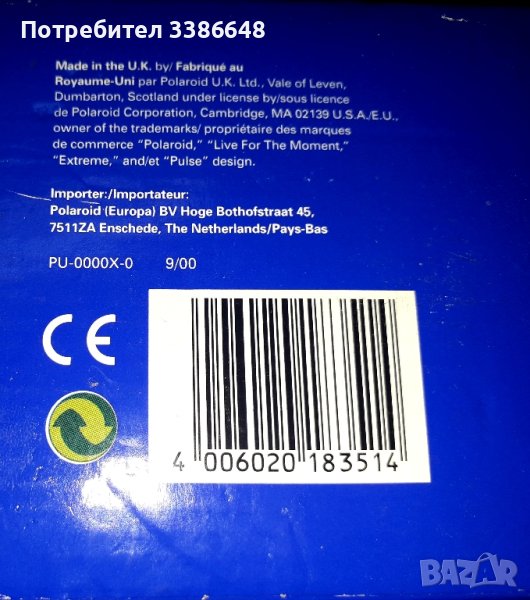 Потребител 3386648
Made in the U.K. by/ Fabriqué au
Royaume-Uni par Polaroid U.K. Ltd., Vale of Leven,
Dumbarton, Scotland under license by/sous licence
de Polaroid Corporation, Cambridge, MA 02139 U.S.A./E.U.,
owner of the trademarks/ propriétaire des marques
de commerce "Polaroid," "Live For The Moment,"
"Extreme," and/et "Pulse" design.
Importer:/Importateur:
Polaroid (Europa) BV Hoge Bothofstraat 45,
7511ZA Enschede, The Netherlands/Pays-Bas
PU-0000X-0 9/00
CE
4 006020 183514
BAZAR